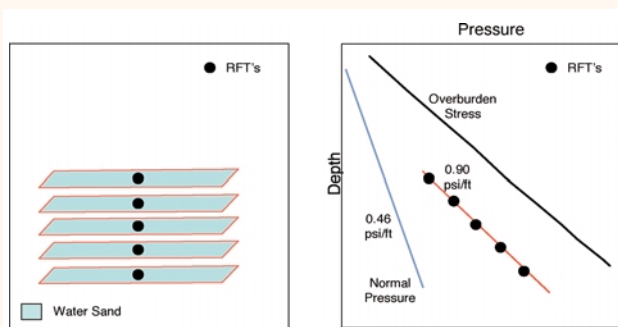 RFT's
Water Sand
Pressure
RFT's
Overburden
Stress
Depth
0.90
psi/ft
0.46
psi/ft
Normal
Pressure